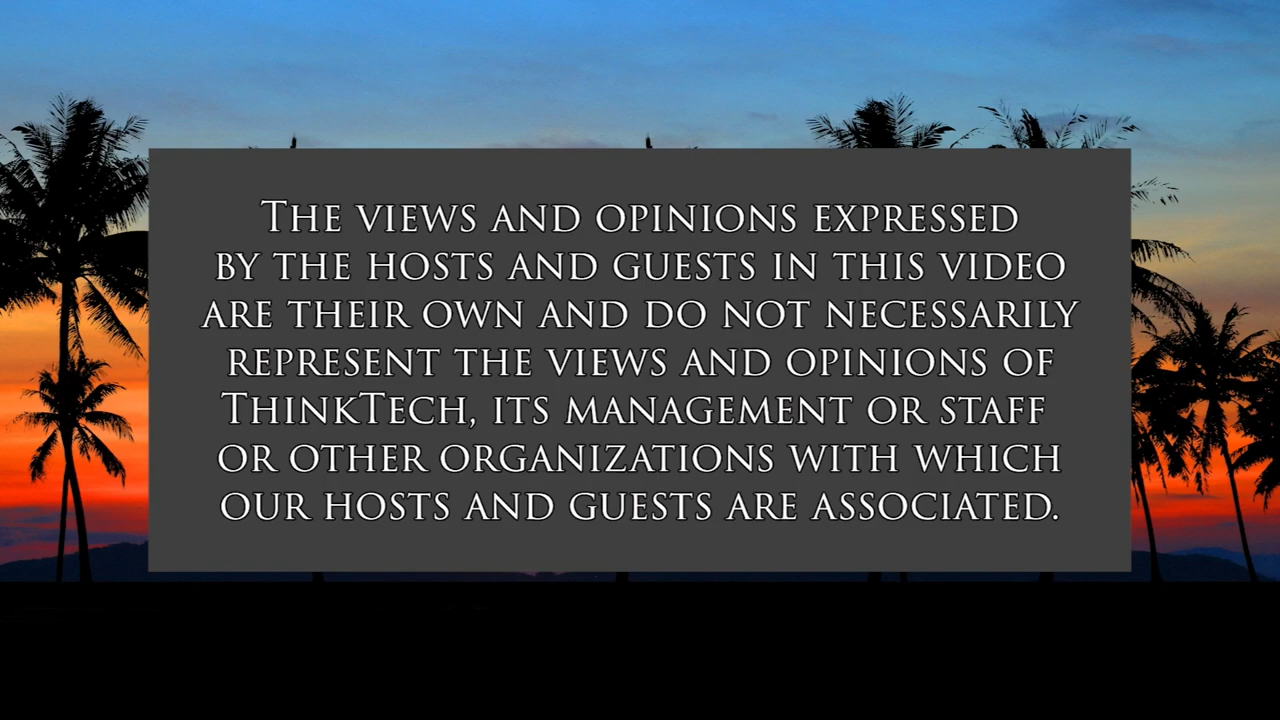 The views and opinions expressed
by the hosts and guests in this video
are their own and do not necessarily
represent the views and opinions of
ThinkTech, its management or staff
or other organizations with which
our hosts and guests are associated.